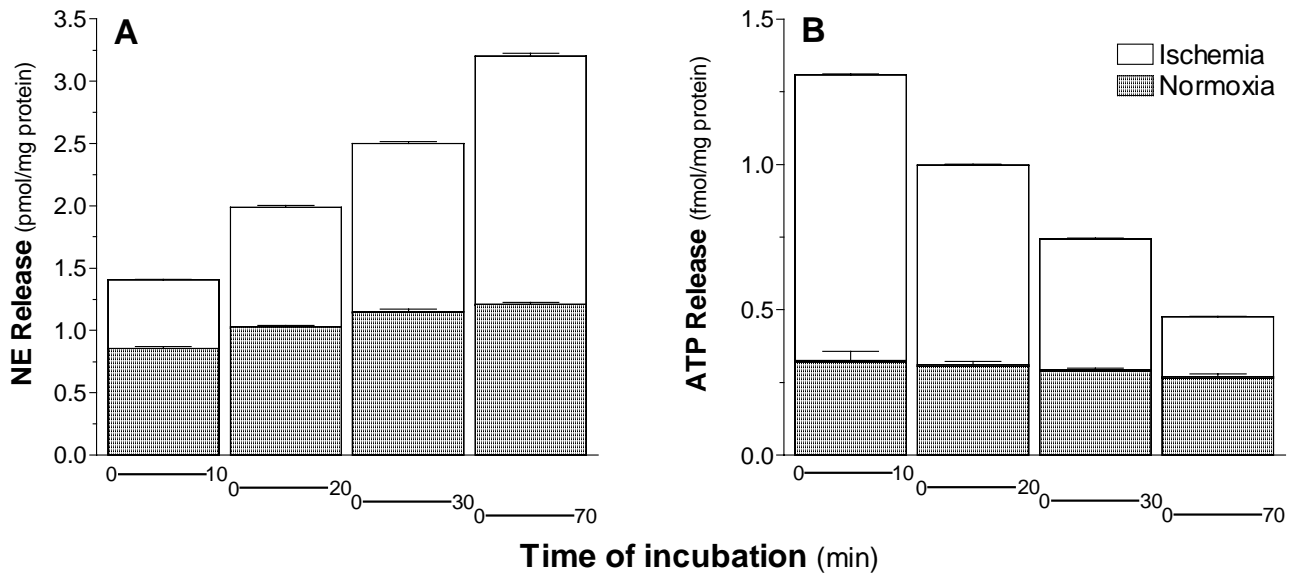 A
NE Release (pmol/mg protein)
3.5
3.0
2.5
2.0
1.5
1.0
0.5
0.0
0 10
0 20
0 30
0 70
B
Ischemia
Normoxia
ATP Release (fmol/mg protein)
1.5
1.0
0.5
0.0
0 10
0 20
0 30
0 70
Time of incubation (min)